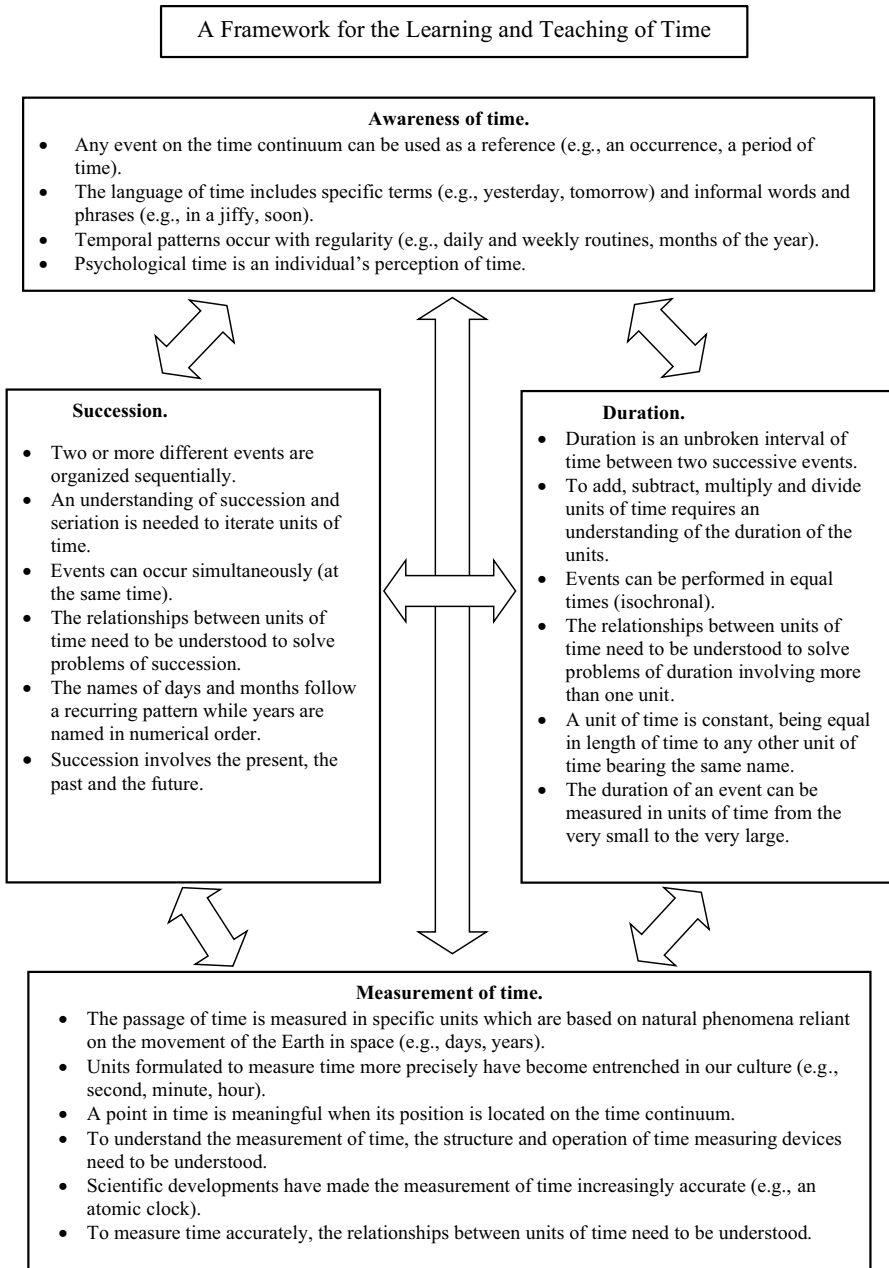 A Framework for the Learning and Teaching of Time
Awareness of time.
• Any event on the time continuum can be used as a reference (e.g., an occurrence, a period of
time).
• The language of time includes specific terms (e.g., yesterday, tomorrow) and informal words and
phrases (e.g., in a jiffy, soon).
• Temporal patterns occur with regularity (e.g., daily and weekly routines, months of the year).
• Psychological time is an individual’s perception of time.
Succession.
• Two or more different events are
organized sequentially.
• An understanding of succession and
seriation is needed to iterate units of
time.
• Events can occur simultaneously (at
the same time).
• The relationships between units of
time need to be understood to solve
problems of succession.
• The names of days and months follow
a recurring pattern while years are
named in numerical order.
• Succession involves the present, the
past and the future.
Duration.
• Duration is an unbroken interval of
time between two successive events.
• To add, subtract, multiply and divide
units of time requires an
understanding of the duration of the
units.
• Events can be performed in equal
times (isochronal).
• The relationships between units of
time need to be understood to solve
problems of duration involving more
than one unit.
• A unit of time is constant, being equal
in length of time to any other unit of
time bearing the same name.
• The duration of an event can be
measured in units of time from the
very small to the very large.
Measurement of time.
• The passage of time is measured in specific units which are based on natural phenomena reliant
on the movement of the Earth in space (e.g., days, years).
• Units formulated to measure time more precisely have become entrenched in our culture (e.g.,
second, minute, hour).
• A point in time is meaningful when its position is located on the time continuum.
• To understand the measurement of time, the structure and operation of time measuring devices
need to be understood.
• Scientific developments have made the measurement of time increasingly accurate (e.g., an
atomic clock).
• To measure time accurately, the relationships between units of time need to be understood.